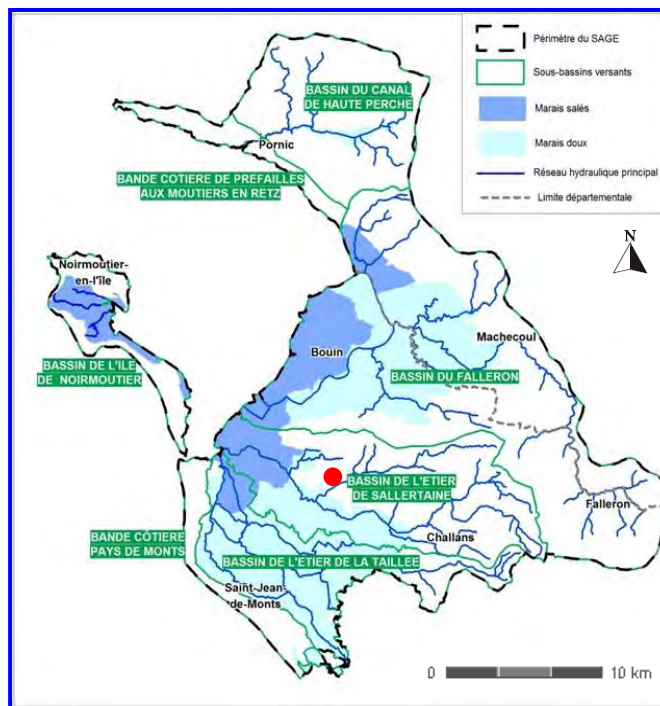 Périmètre du SAGE
Sous-bassins versants
Marais salés
Marais doux
Réseau hydraulique principal
Limite départementale
N
BASSIN DU CANAL
DE HAUTE PERCHE
Pornic
BANDE COTIERE DE PREFAILLES
AUX MOUTIERS EN RETZ
Noirmoutier-
en-l'île
BASSIN DE L'ILE
DE NOIRMOUTIER
Bouin
Machecoul
BASSIN DU FALLERON
BASSIN DE L'ETIER
DE SALLERTAINE
Falleron
Challans
BANDE CÔTIERE
PAYS DE MONTS
BASSIN DE L'ETIER DE LA TAILLEE
Saint-Jean-
de-Monts
0 10 km